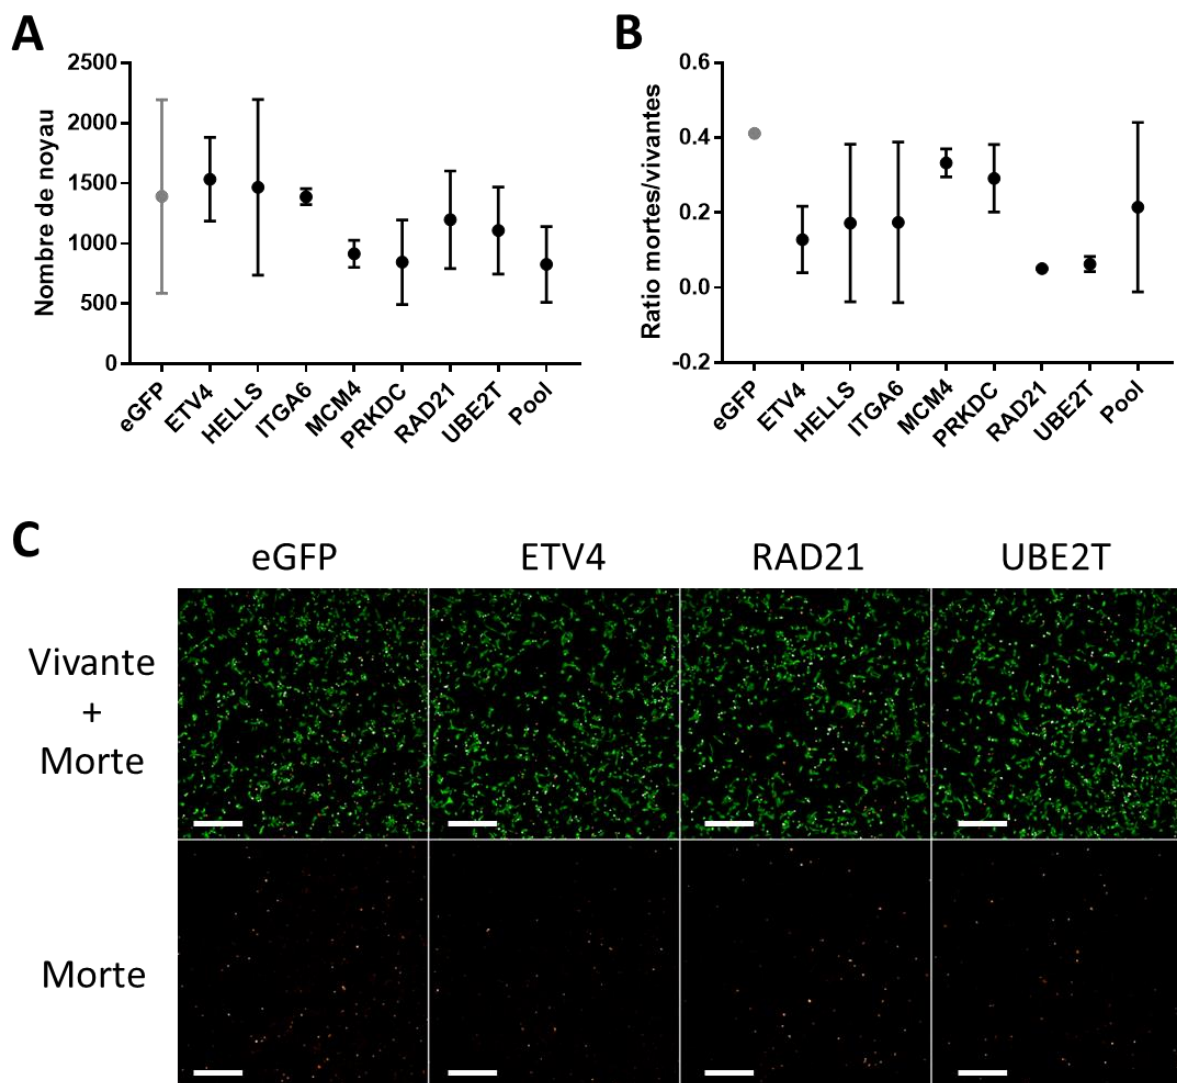 A
B
2500
2000
1500
1000
500
0
Nombre de noyau
eGFP
ETV4
HELLS
ITGA6
MCM4
PRKDC
RAD21
UBE2T
Pool
0.6
0.4
0.2
0.0
-0.2
Ratio mortes/vivantes
eGFP
ETV4
HELLS
ITGA6
MCM4
PRKDC
RAD21
UBE2T
Pool
C
eGFP
ETV4
RAD21
UBE2T
Vivante
+
Morte
Morte